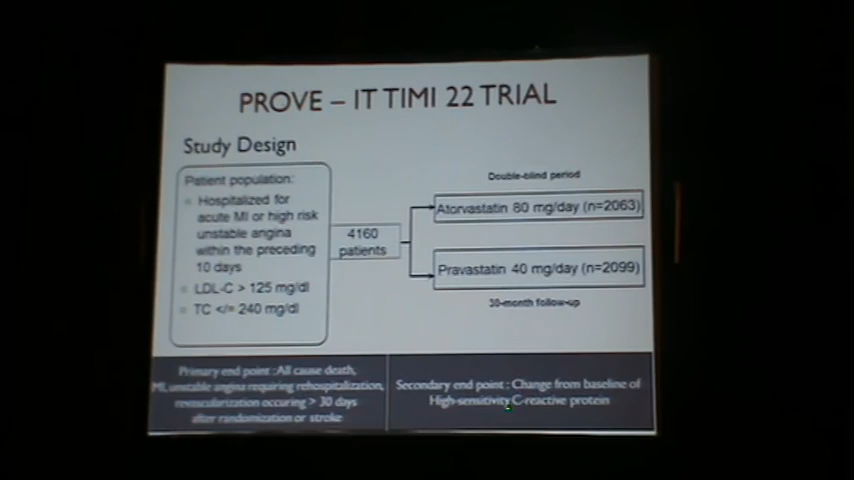 PROVE – IT TIMI 22 TRIAL
Study Design
Patient population:
Hospitalized for
acute MI or high risk
unstable angina
within the preceding
10 days
LDL-C > 125 mg/dl
TC </= 240 mg/dl
4160
patients
Double-blind period
Atorvastatin 80 mg/day (n=2063)
Pravastatin 40 mg/day (n=2099)
30-month follow-up
Primary end point :All cause death,
MI, unstable angina requiring rehospitalization,
revascularization occuring > 30 days
after randomization or stroke
Secondary end point : Change from baseline of
High-sensitivity C-reactive protein